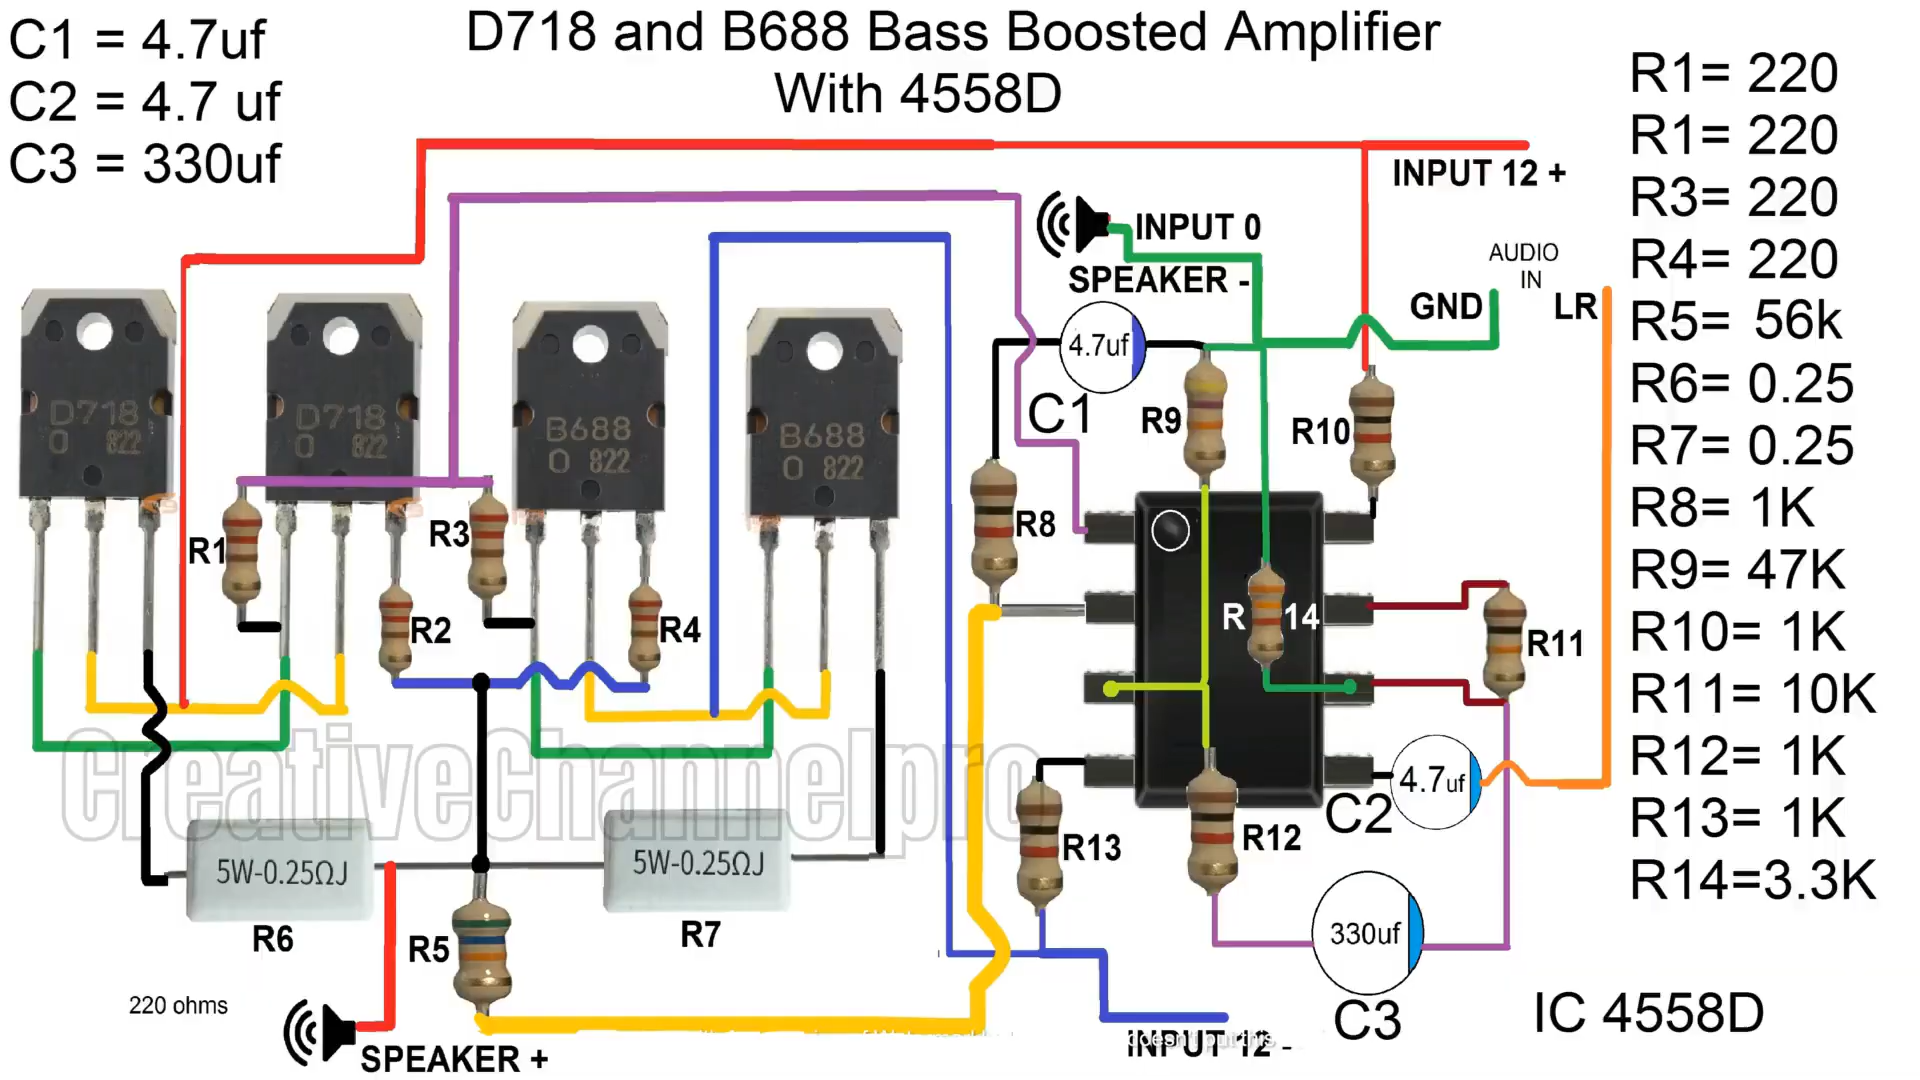 C1 = 4.7uf
C2 = 4.7 uf
C3 = 330uf
D718 and B688 Bass Boosted Amplifier
With 4558D
INPUT 12 +
INPUT 0
SPEAKER -
AUDIO
IN
GND
LR
R1= 220
R1= 220
R3= 220
R4= 220
R5= 56k
R6= 0.25
R7= 0.25
R8= 1K
R9= 47K
R10= 1K
R11= 10K
R12= 1K
R13= 1K
R14=3.3K
D718
O 822
D718
O 822
B688
O 822
B688
O 822
4.7uf
C1
R9
R10
R1
R3
R8
R2
R4
R 14
R11
CreativeChannelpro
4.7uf
C2
R13
R12
5W-0.25ΩJ
R6
5W-0.25ΩJ
R7
R5
330uf
C3
220 ohms
SPEAKER +
INPUT 12 -
doesn't put this
IC 4558D